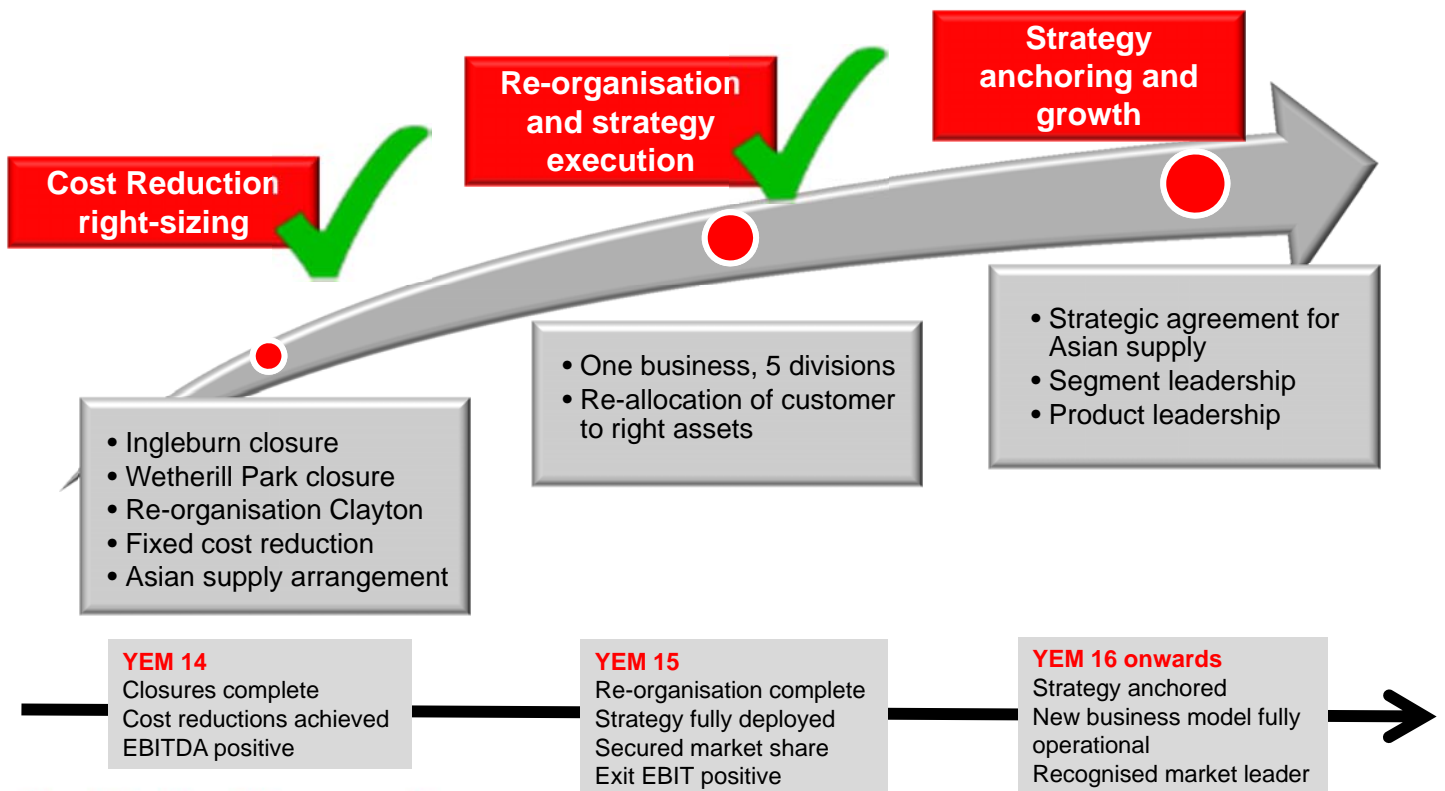 Cost Reduction
right-sizing
Re-organisation
and strategy
execution
Strategy
anchoring and
growth
• Ingleburn closure
• Wetherill Park closure
• Re-organisation Clayton
• Fixed cost reduction
• Asian supply arrangement
• One business, 5 divisions
• Re-allocation of customer
to right assets
• Strategic agreement for
Asian supply
• Segment leadership
• Product leadership
YEM 14
Closures complete
Cost reductions achieved
EBITDA positive
YEM 15
Re-organisation complete
Strategy fully deployed
Secured market share
Exit EBIT positive
YEM 16 onwards
Strategy anchored
New business model fully
operational
Recognised market leader